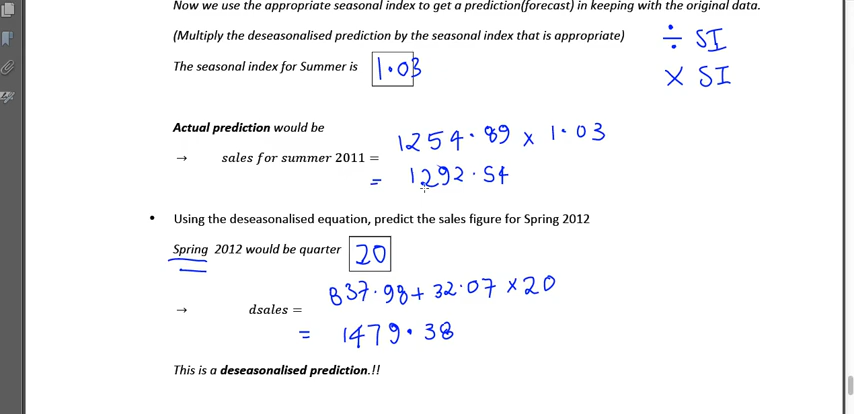 Now we use the appropriate seasonal index to get a prediction(forecast) in keeping with the original data.
(Multiply the deseasonalised prediction by the seasonal index that is appropriate)
÷ SI
The seasonal index for Summer is 1.03
× SI
Actual prediction would be
→ sales for summer 2011 = 1254.89 × 1.03
= 1292.54
• Using the deseasonalised equation, predict the sales figure for Spring 2012
Spring 2012 would be quarter 20
→ dsales = 837.98 + 32.07 × 20
= 1479.38
This is a deseasonalised prediction.!!